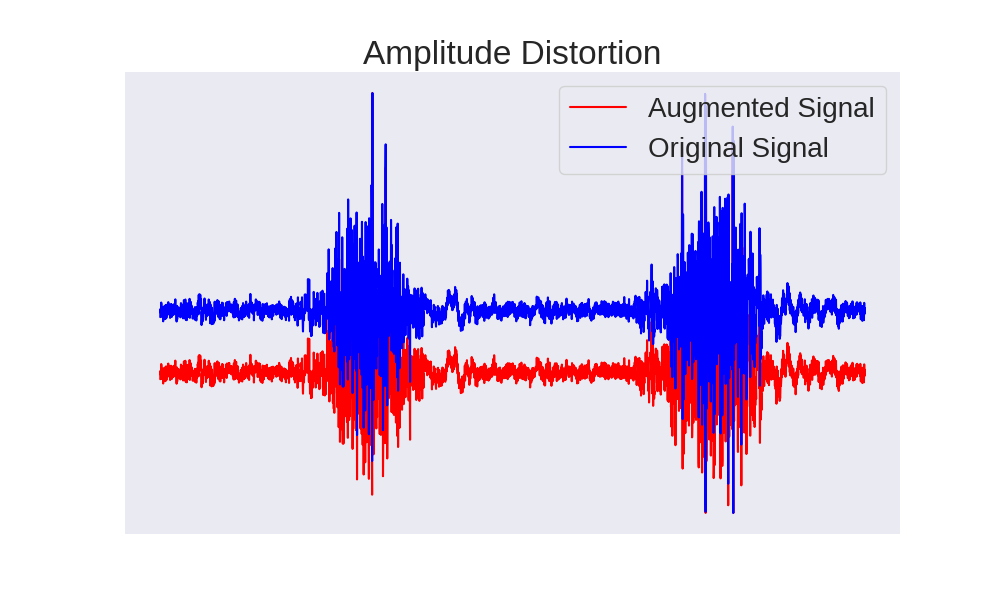 Amplitude Distortion
Augmented Signal
Original Signal